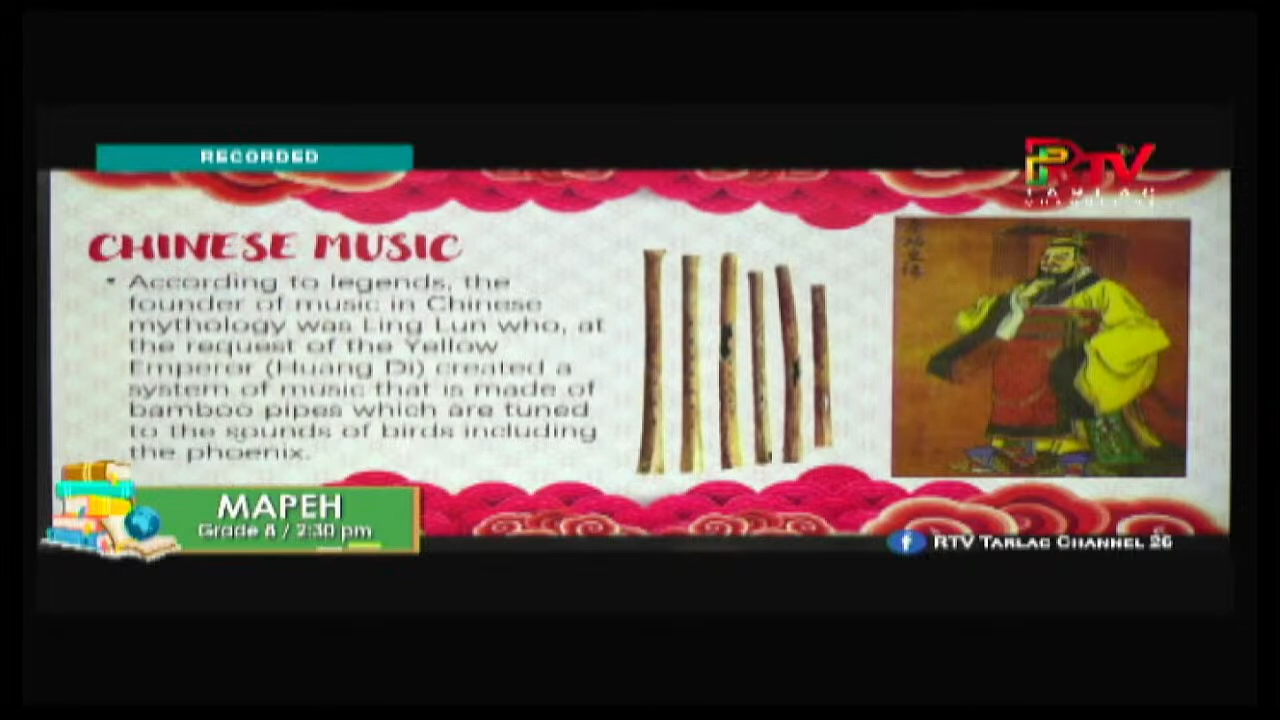 RECORDED
RTV
TARLAC
CHINESE MUSIC
• According to legends, the
founder of music in Chinese
mythology was Ling Lun who, at
the request of the Yellow
Emperor (Huang Di) created a
system of music that is made of
bamboo pipes which are tuned
to the sounds of birds including
the phoenix.
MAPEH
Grade 8 / 2:30 pm
RTV TARLAC CHANNEL 26